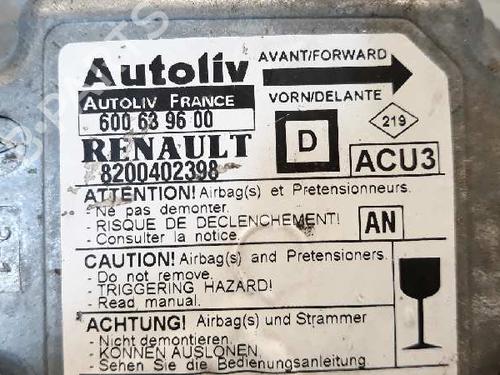 Autoliv
AVANT/FORWARD
AUTOLIV FRANCE
VORN/DELANTE
600 63 96 00
219
RENAULT
D
ACU3
8200402398
ATTENTION! Airbag(s) et Pretensionneurs.
- Ne pas demonter.
- RISQUE DE DECLENCHEMENT!
AN
- Consulter la notice.
CAUTION! Airbag(s) and Pretensioners.
- Do not remove.
- TRIGGERING HAZARD!
- Read manual.
ACHTUNG! Airbag(s) und Strammer
- Nicht demontieren.
- KONNEN AUSLONEN.
- Sehen Sie die Bedienungsanleitung